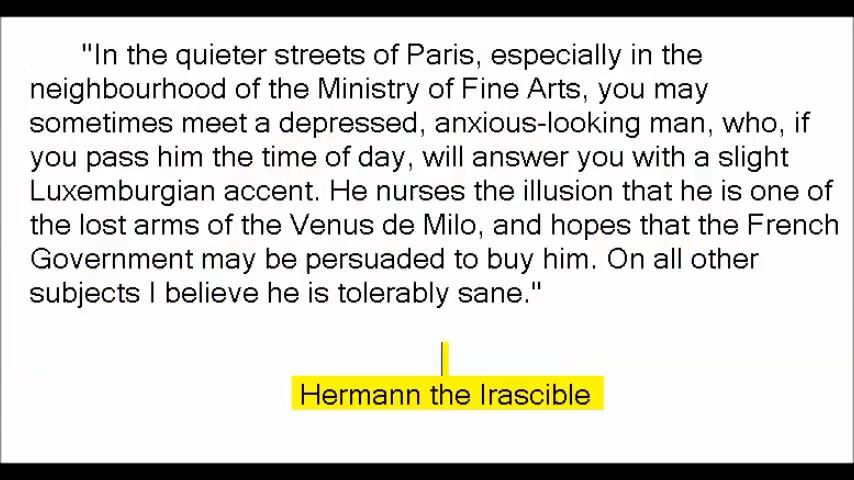 "In the quieter streets of Paris, especially in the
neighbourhood of the Ministry of Fine Arts, you may
sometimes meet a depressed, anxious-looking man, who, if
you pass him the time of day, will answer you with a slight
Luxemburgian accent. He nurses the illusion that he is one of
the lost arms of the Venus de Milo, and hopes that the French
Government may be persuaded to buy him. On all other
subjects I believe he is tolerably sane."
Hermann the Irascible